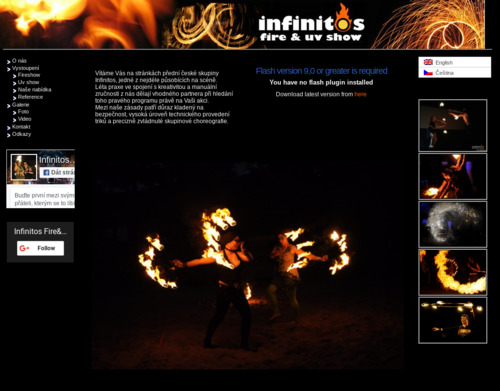 infinitos
fire & uv show
O nás
Vystoupení
Fireshow
Uv show
Naše nabídka
Reference
Galerie
Foto
Video
Kontakt
Odkazy
Infinitos
Dát strá
Buďte první mezi svými
přáteli, kterým se to líbí
Infinitos Fire&...
Follow
Vítáme Vás na stránkách přední české skupiny
Infinitos, jedné z nejdéle působících na scéně.
Léta praxe ve spojení s kreativitou a manuální
zručností z nás dělají vhodného partnera při hledání
toho pravého programu právě na Vaši akci.
Mezi naše zásady patří důraz kladený na
bezpečnost, vysoká úroveň technického provedení
triků a precizně zvládnuté skupinové choreografie.
Flash version 9,0 or greater is required
You have no flash plugin installed
Download latest version from here
English
Čeština